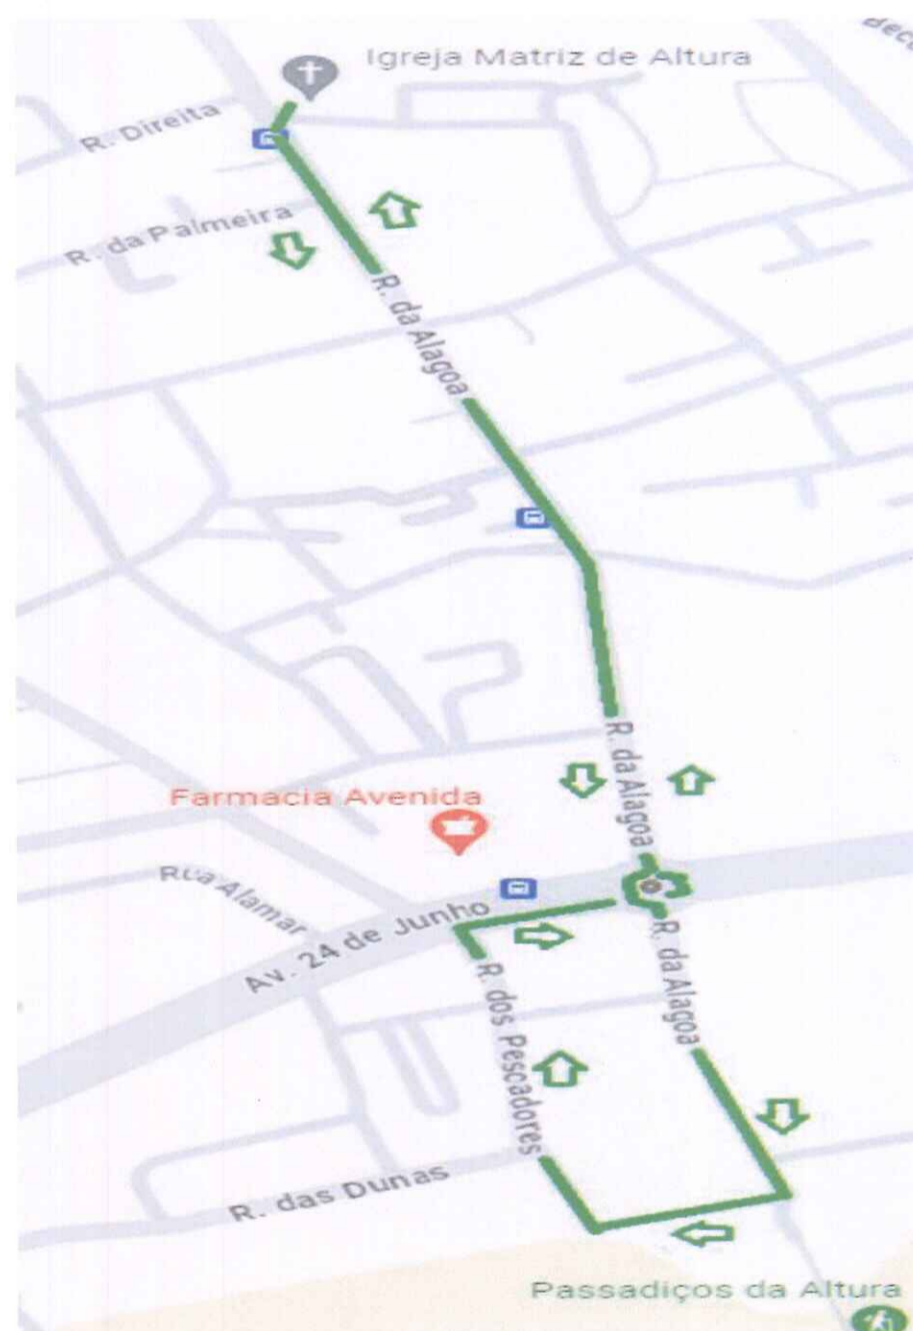 Igreja Matriz de Altura
R. Direita
R. da Palmeira
R. da Alagoa
R. da Alagoa
Farmacia Avenida
Rua Alamar
Av. 24 de Junho
R. da Alagoa
R. dos Pescadores
R. das Dunas
Passadiços da Altura